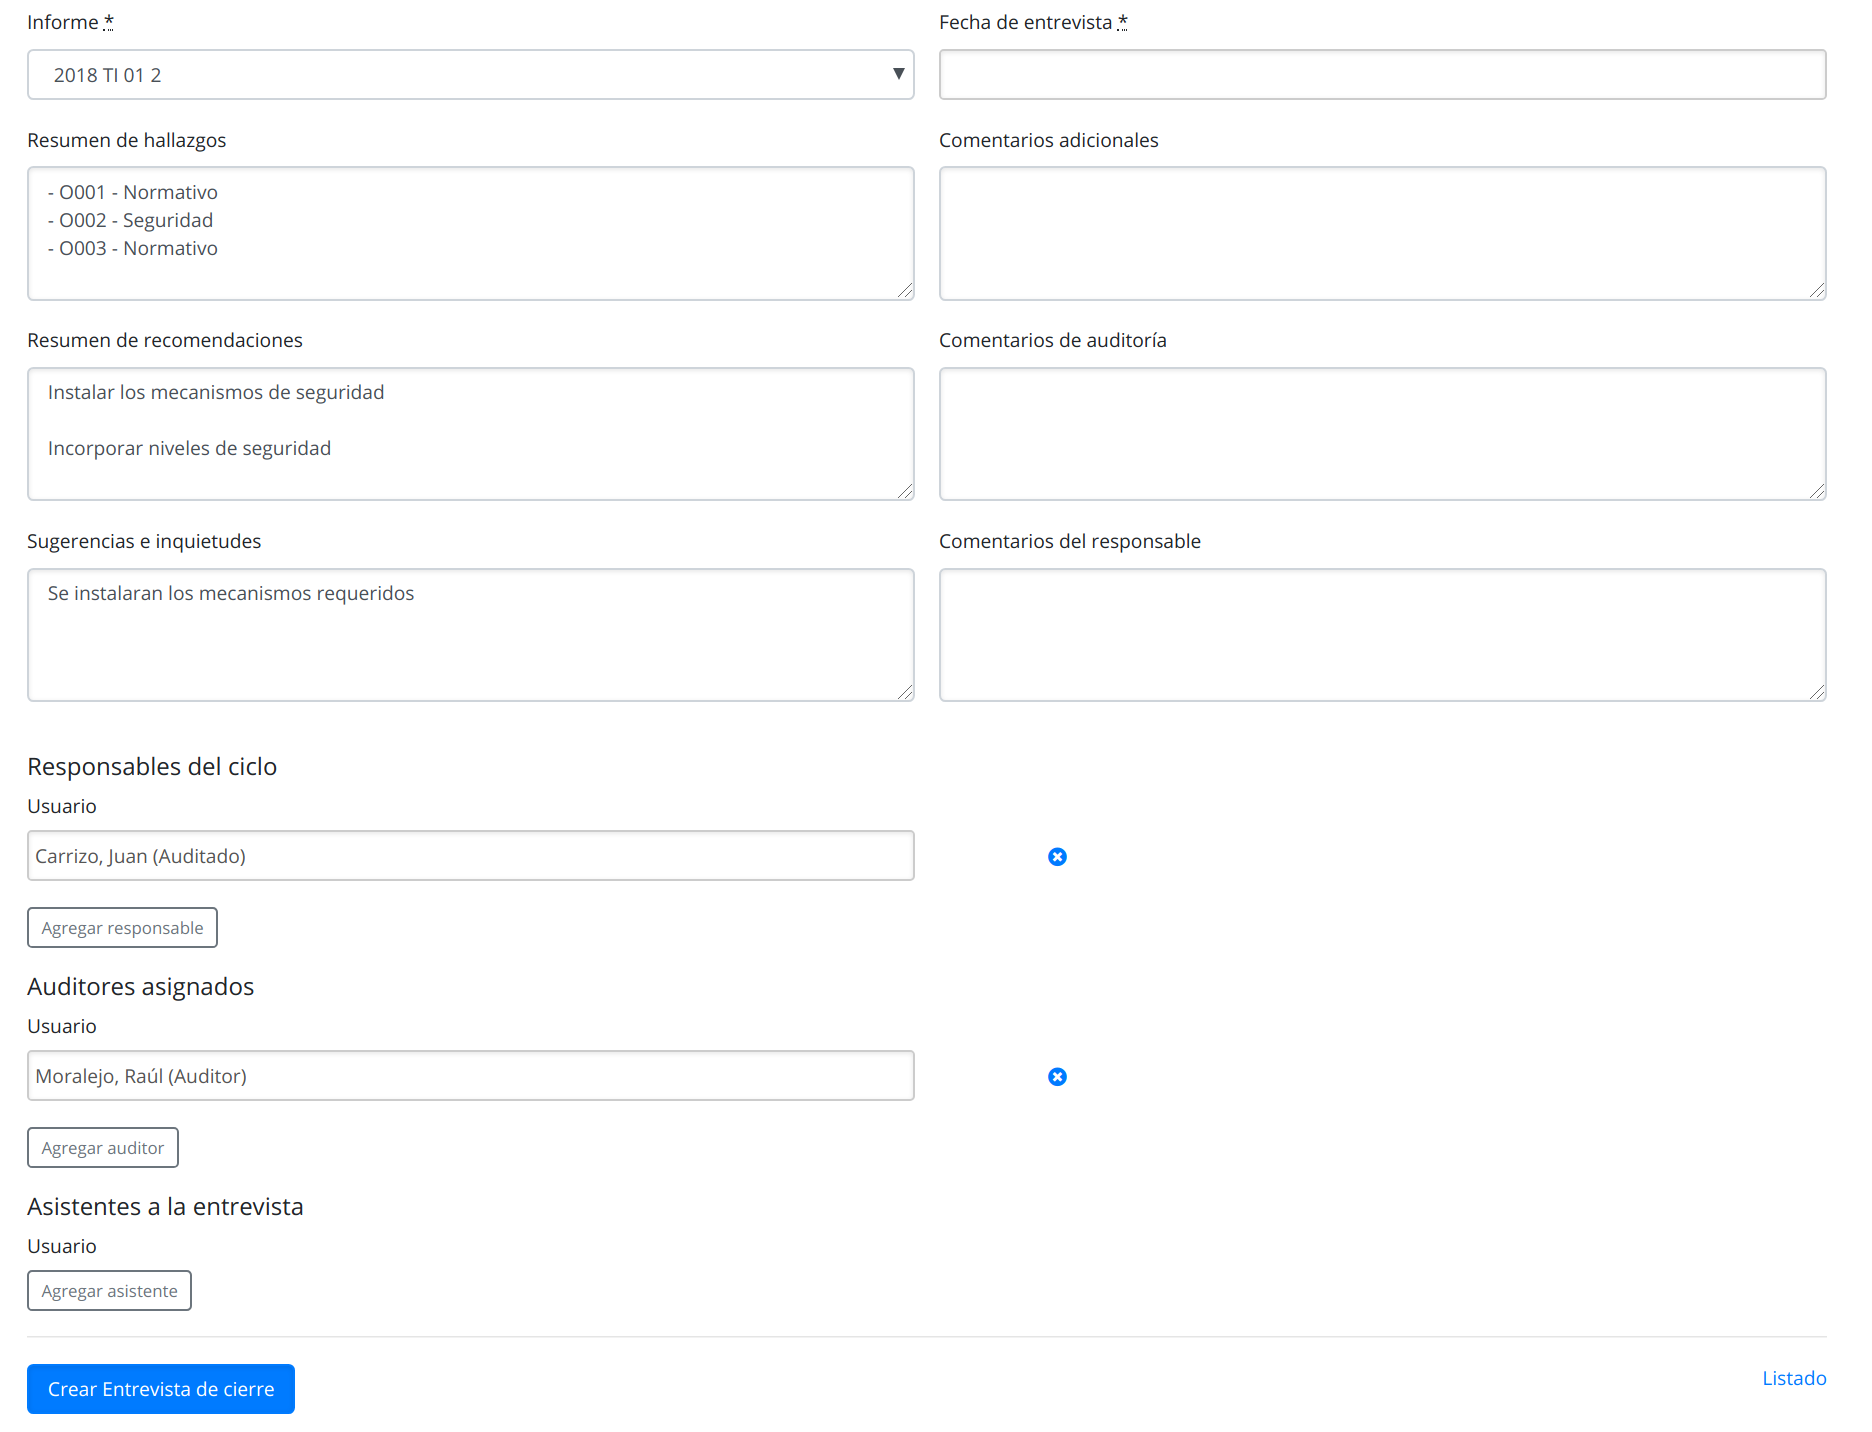 Informe *
Fecha de entrevista *
2018 TI 01 2
Resumen de hallazgos
Comentarios adicionales
- O001 - Normativo
- O002 - Seguridad
- O003 - Normativo
Resumen de recomendaciones
Comentarios de auditoría
Instalar los mecanismos de seguridad
Incorporar niveles de seguridad
Sugerencias e inquietudes
Comentarios del responsable
Se instalaran los mecanismos requeridos
Responsables del ciclo
Usuario
Carrizo, Juan (Auditado)
Agregar responsable
Auditores asignados
Usuario
Moralejo, Raúl (Auditor)
Agregar auditor
Asistentes a la entrevista
Usuario
Agregar asistente
Crear Entrevista de cierre
Listado